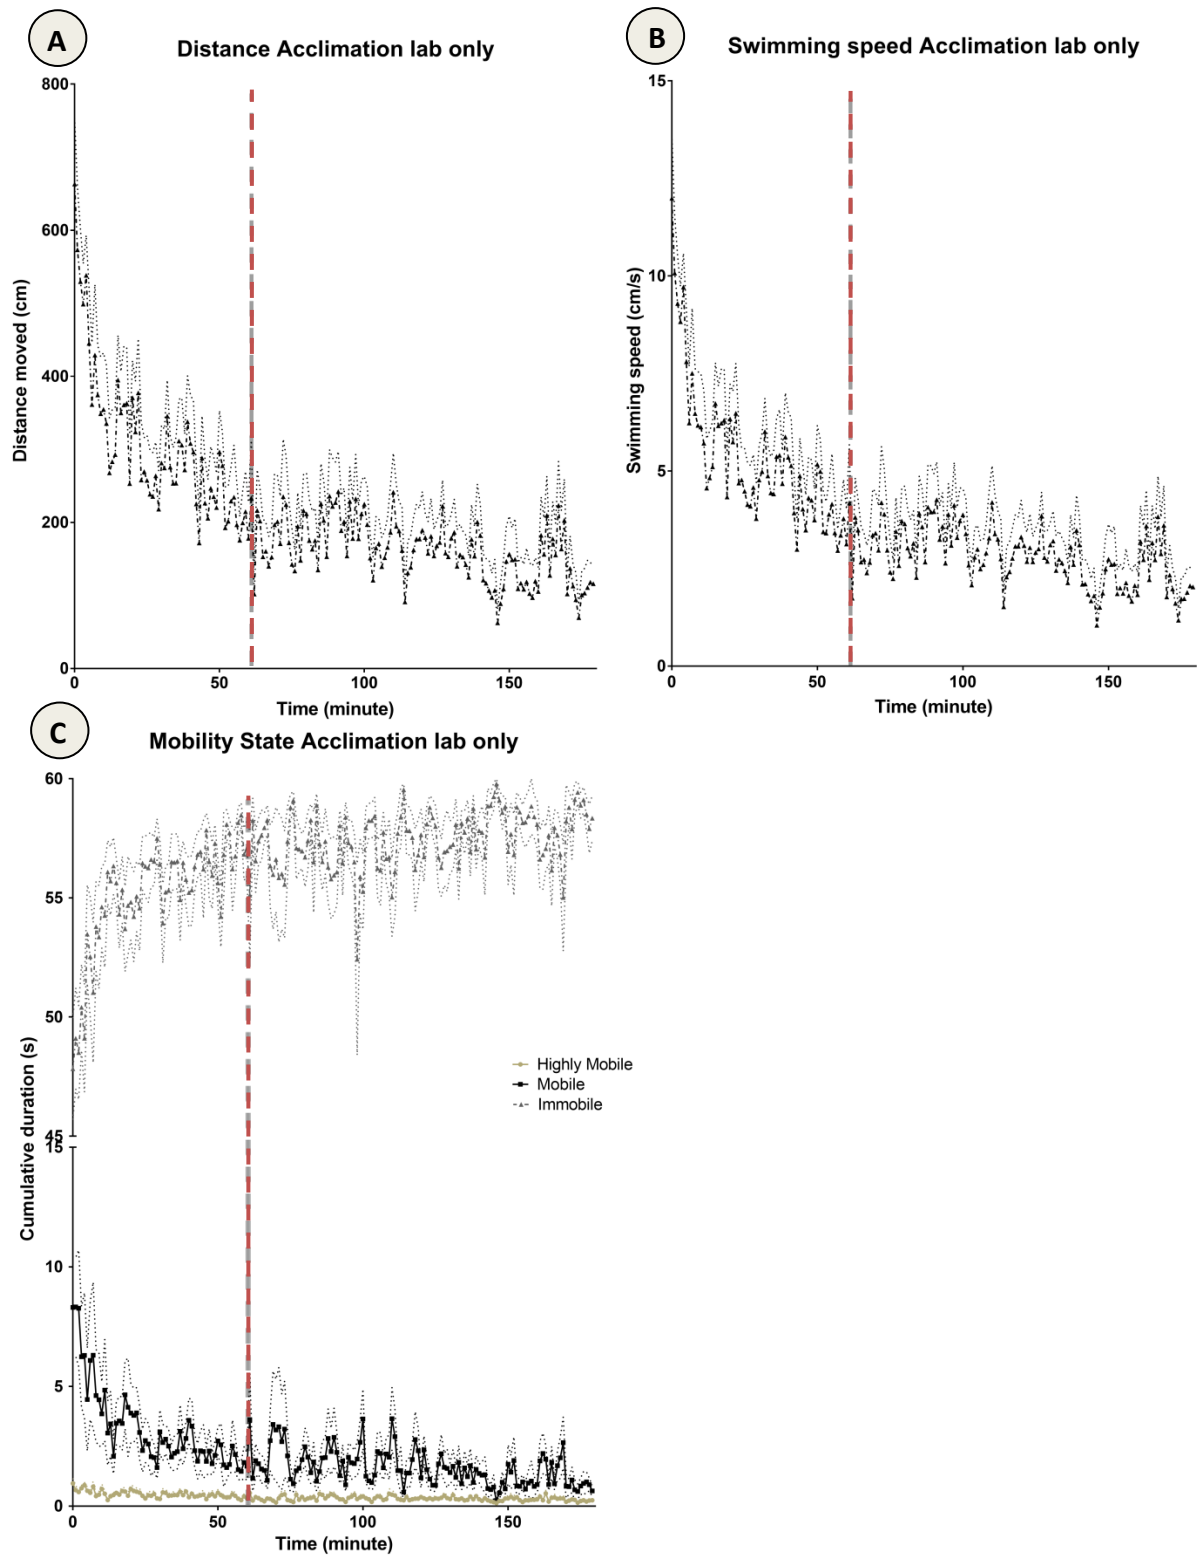 A
Distance Acclimation lab only
800
600
400
200
0
0 50 100 150
Distance moved (cm)
Time (minute)
B
Swimming speed Acclimation lab only
15
10
5
0
0 50 100 150
Swimming speed (cm/s)
Time (minute)
C
Mobility State Acclimation lab only
60
55
50
45
15
10
5
0
0 50 100 150
Cumulative duration (s)
Time (minute)
Highly Mobile
Mobile
Immobile